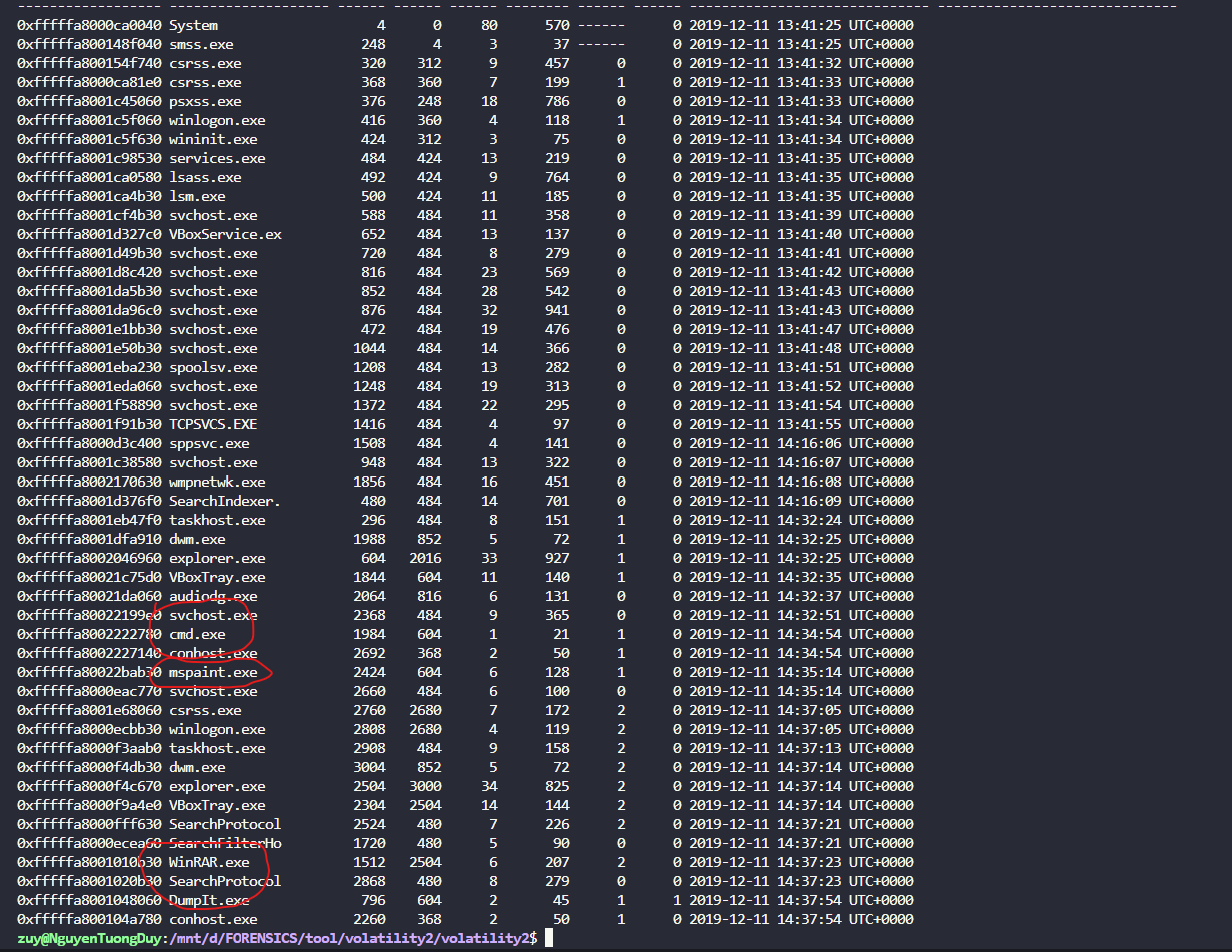 0xfffffa8000ca0040 System 4 0 80 570 ------ 0 2019-12-11 13:41:25 UTC+0000
0xfffffa800148f040 smss.exe 248 4 3 37 ------ 0 2019-12-11 13:41:25 UTC+0000
0xfffffa800154f740 csrss.exe 320 312 9 457 0 0 2019-12-11 13:41:32 UTC+0000
0xfffffa8000ca81e0 csrss.exe 368 360 7 199 1 0 2019-12-11 13:41:33 UTC+0000
0xfffffa8001c45060 psxss.exe 376 248 18 786 0 0 2019-12-11 13:41:33 UTC+0000
0xfffffa8001c5f060 winlogon.exe 416 360 4 118 1 0 2019-12-11 13:41:34 UTC+0000
0xfffffa8001c5f630 wininit.exe 424 312 3 75 0 0 2019-12-11 13:41:34 UTC+0000
0xfffffa8001c98530 services.exe 484 424 13 219 0 0 2019-12-11 13:41:35 UTC+0000
0xfffffa8001ca0580 lsass.exe 492 424 9 764 0 0 2019-12-11 13:41:35 UTC+0000
0xfffffa8001ca4b30 lsm.exe 500 424 11 185 0 0 2019-12-11 13:41:35 UTC+0000
0xfffffa8001cf4b30 svchost.exe 588 484 11 358 0 0 2019-12-11 13:41:39 UTC+0000
0xfffffa8001d327c0 VBoxService.ex 652 484 13 137 0 0 2019-12-11 13:41:40 UTC+0000
0xfffffa8001d49b30 svchost.exe 720 484 8 279 0 0 2019-12-11 13:41:41 UTC+0000
0xfffffa8001d8c420 svchost.exe 816 484 23 569 0 0 2019-12-11 13:41:42 UTC+0000
0xfffffa8001da5b30 svchost.exe 852 484 28 542 0 0 2019-12-11 13:41:43 UTC+0000
0xfffffa8001da96c0 svchost.exe 876 484 32 941 0 0 2019-12-11 13:41:43 UTC+0000
0xfffffa8001e1bb30 svchost.exe 472 484 19 476 0 0 2019-12-11 13:41:47 UTC+0000
0xfffffa8001e50b30 svchost.exe 1044 484 14 366 0 0 2019-12-11 13:41:48 UTC+0000
0xfffffa8001eba230 spoolsv.exe 1208 484 13 282 0 0 2019-12-11 13:41:51 UTC+0000
0xfffffa8001eda060 svchost.exe 1248 484 19 313 0 0 2019-12-11 13:41:52 UTC+0000
0xfffffa8001f58890 svchost.exe 1372 484 22 295 0 0 2019-12-11 13:41:54 UTC+0000
0xfffffa8001f91b30 TCPSVCS.EXE 1416 484 4 97 0 0 2019-12-11 13:41:55 UTC+0000
0xfffffa8000d3c400 sppsvc.exe 1508 484 4 141 0 0 2019-12-11 14:16:06 UTC+0000
0xfffffa8001c38580 svchost.exe 948 484 13 322 0 0 2019-12-11 14:16:07 UTC+0000
0xfffffa8002170630 wmpnetwk.exe 1856 484 16 451 0 0 2019-12-11 14:16:08 UTC+0000
0xfffffa8001d376f0 SearchIndexer. 480 484 14 701 0 0 2019-12-11 14:16:09 UTC+0000
0xfffffa8001eb47f0 taskhost.exe 296 484 8 151 1 0 2019-12-11 14:32:24 UTC+0000
0xfffffa8001dfa910 dwm.exe 1988 852 5 72 1 0 2019-12-11 14:32:25 UTC+0000
0xfffffa8002046960 explorer.exe 604 2016 33 927 1 0 2019-12-11 14:32:25 UTC+0000
0xfffffa80021c75d0 VBoxTray.exe 1844 604 11 140 1 0 2019-12-11 14:32:35 UTC+0000
0xfffffa80021da060 audiodg.exe 2064 816 6 131 0 0 2019-12-11 14:32:37 UTC+0000
0xfffffa80022199e0 svchost.exe 2368 484 9 365 0 0 2019-12-11 14:32:51 UTC+0000
0xfffffa8002222780 cmd.exe 1984 604 1 21 1 0 2019-12-11 14:34:54 UTC+0000
0xfffffa8002227140 conhost.exe 2692 368 2 50 1 0 2019-12-11 14:34:54 UTC+0000
0xfffffa80022bab30 mspaint.exe 2424 604 6 128 1 0 2019-12-11 14:35:14 UTC+0000
0xfffffa8000eac770 svchost.exe 2660 484 6 100 0 0 2019-12-11 14:35:14 UTC+0000
0xfffffa8001e68060 csrss.exe 2760 2680 7 172 2 0 2019-12-11 14:37:05 UTC+0000
0xfffffa8000ecbb30 winlogon.exe 2808 2680 4 119 2 0 2019-12-11 14:37:05 UTC+0000
0xfffffa8000f3aab0 taskhost.exe 2908 484 9 158 2 0 2019-12-11 14:37:13 UTC+0000
0xfffffa8000f4db30 dwm.exe 3004 852 5 72 2 0 2019-12-11 14:37:14 UTC+0000
0xfffffa8000f4c670 explorer.exe 2504 3000 34 825 2 0 2019-12-11 14:37:14 UTC+0000
0xfffffa8000f9a4e0 VBoxTray.exe 2304 2504 14 144 2 0 2019-12-11 14:37:14 UTC+0000
0xfffffa8000fff630 SearchProtocol 2524 480 7 226 2 0 2019-12-11 14:37:21 UTC+0000
0xfffffa8000ecea60 SearchFilterHo 1720 480 5 90 0 0 2019-12-11 14:37:21 UTC+0000
0xfffffa8001010b30 WinRAR.exe 1512 2504 6 207 2 0 2019-12-11 14:37:23 UTC+0000
0xfffffa8001020b30 SearchProtocol 2868 480 8 279 0 0 2019-12-11 14:37:23 UTC+0000
0xfffffa8001048060 DumpIt.exe 796 604 2 45 1 1 2019-12-11 14:37:54 UTC+0000
0xfffffa800104a780 conhost.exe 2260 368 2 50 1 0 2019-12-11 14:37:54 UTC+0000
zuy@NguyenTuongDuy:/mnt/d/FORENSICS/tool/volatility2/volatility2$